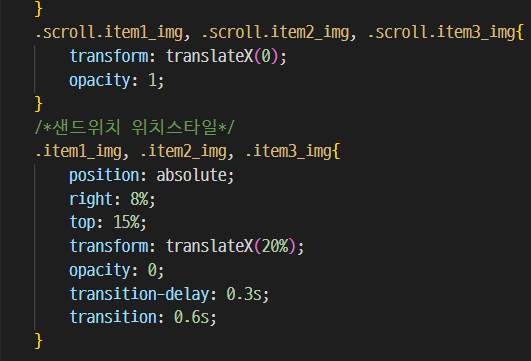 }
.scroll.item1_img, .scroll.item2_img, .scroll.item3_img{
transform: translateX(0);
opacity: 1;
}
/*샌드위치 위치스타일*/
.item1_img, .item2_img, .item3_img{
position: absolute;
right: 8%;
top: 15%;
transform: translateX(20%);
opacity: 0;
transition-delay: 0.3s;
transition: 0.6s;
}